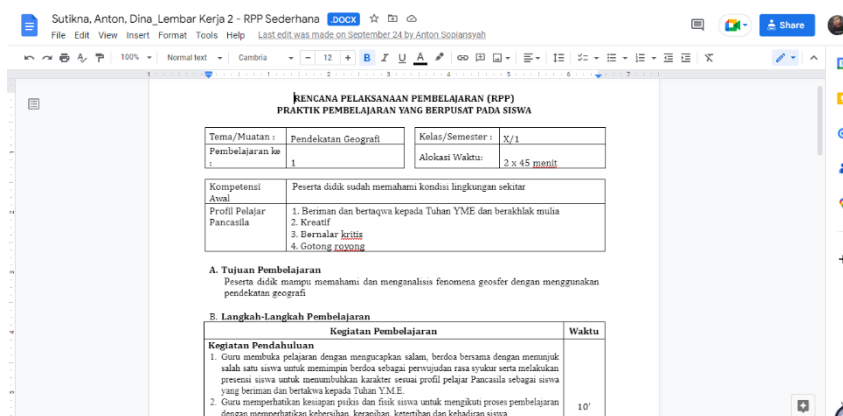 Sutikna, Anton, Dina_Lembar Kerja 2 - RPP Sederhana .DOCX
File Edit View Insert Format Tools Help Last edit was made on September 24 by Anton Sopiansyah
Share
100% Normal text Cambria - 12 + B I U A
1 1 2 3 4 5 6 7
RENCANA PELAKSANAAN PEMBELAJARAN (RPP)
PRAKTIK PEMBELAJARAN YANG BERPUSAT PADA SISWA
Tema/Muatan : Pendekatan Geografi Kelas/Semester : X/1
Pembelajaran ke : 1 Alokasi Waktu: 2 x 45 menit
Kompetensi Awal Peserta didik sudah memahami kondisi lingkungan sekitar
Profil Pelajar Pancasila 1. Beriman dan bertaqwa kepada Tuhan YME dan berakhlak mulia
2. Kreatif
3. Bernalar kritis
4. Gotong royong
A. Tujuan Pembelajaran
Peserta didik mampu memahami dan menganalisis fenomena geosfer dengan menggunakan
pendekatan geografi
B. Langkah-Langkah Pembelajaran
Kegiatan Pembelajaran Waktu
Kegiatan Pendahuluan
1. Guru membuka pelajaran dengan mengucapkan salam, berdoa bersama dengan menunjuk
salah satu siswa untuk memimpin berdoa sebagai perwujudan rasa syukur serta melakukan
presensi siswa untuk menumbuhkan karakter sesuai profil pelajar Pancasila sebagai siswa
yang beriman dan bertakwa kepada Tuhan Y.M.E.
2. Guru memperhatikan kesiapan psikis dan fisik siswa untuk mengikuti proses pembelajaran 10'
dengan memperhatikan kebersihan, kerapihan, ketertiban dan kehadiran siswa